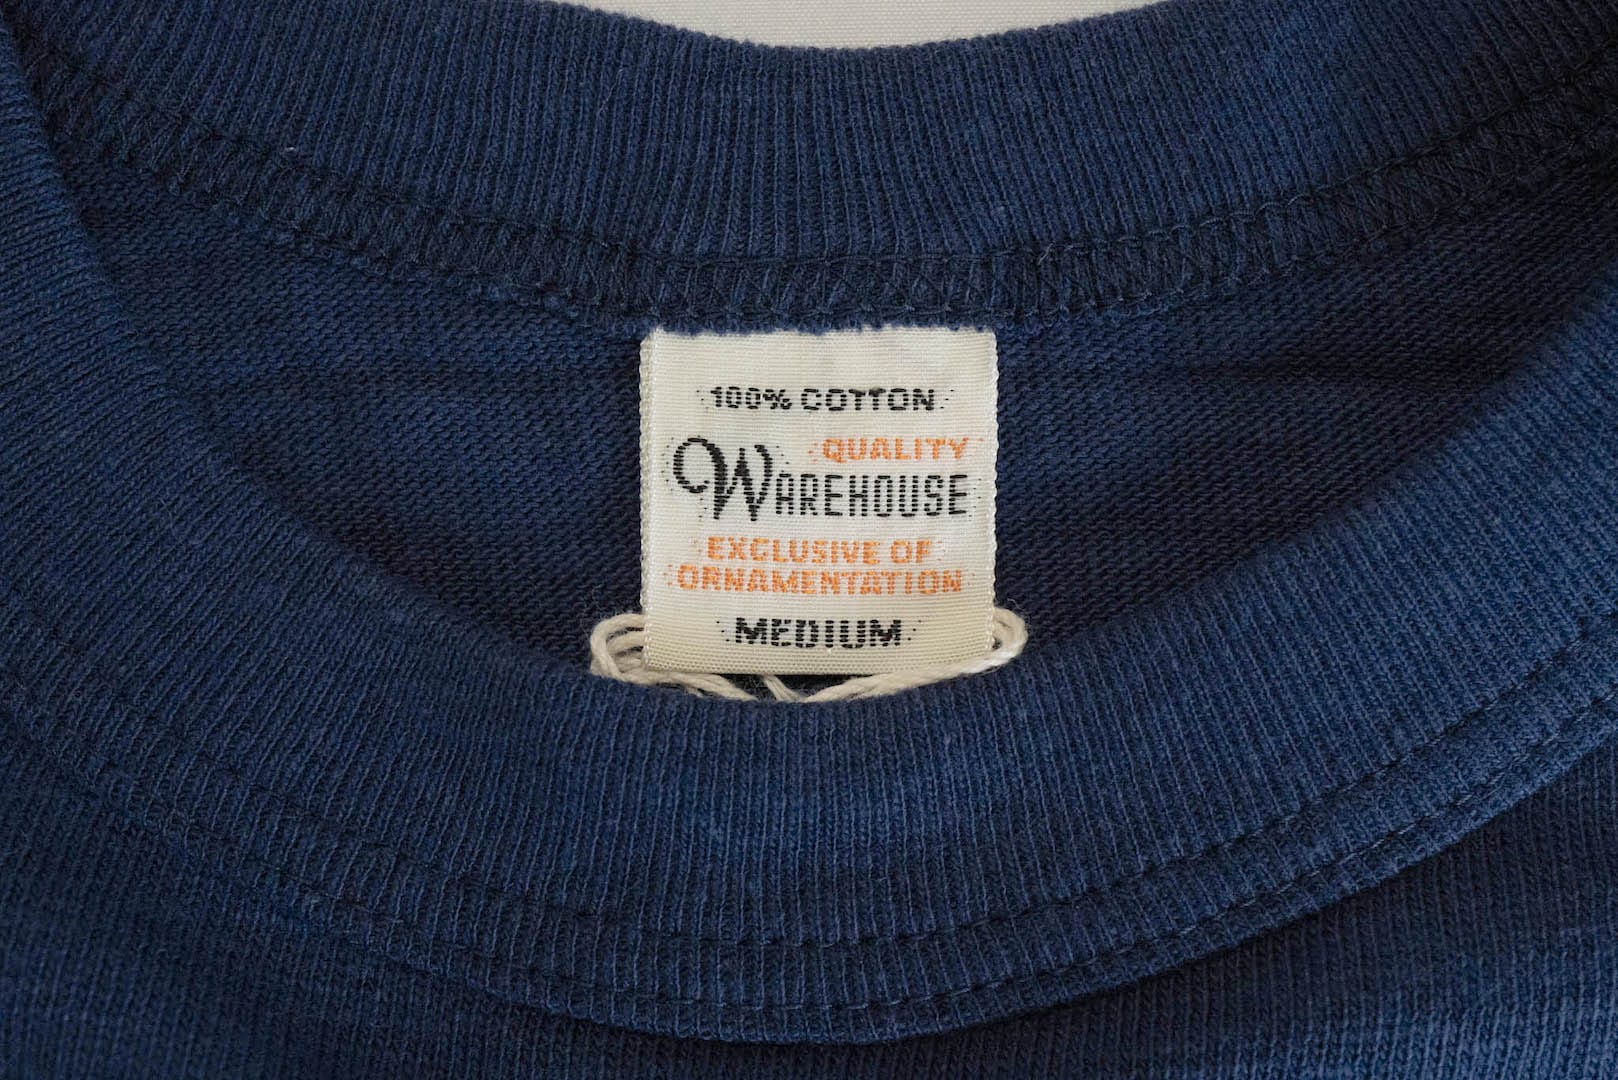 100% COTTON
QUALITY
WAREHOUSE
EXCLUSIVE OF
ORNAMENTATION
MEDIUM